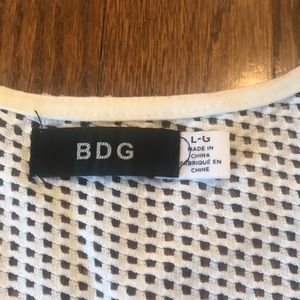 BDG
L-G
MADE IN
CHINA
FABRIQUÉ EN
CHINE